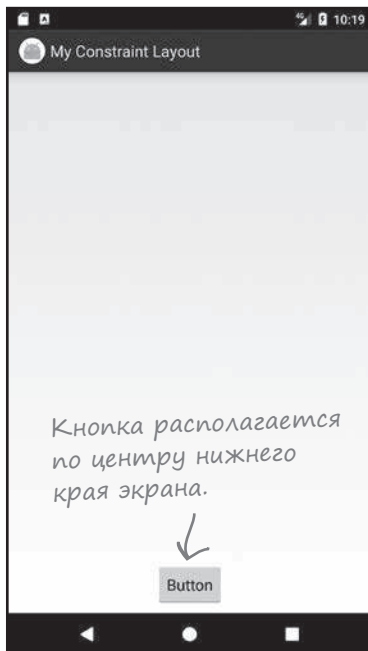 10:19
My Constraint Layout
Кнопка располагается
по центру нижнего
края экрана.
Button